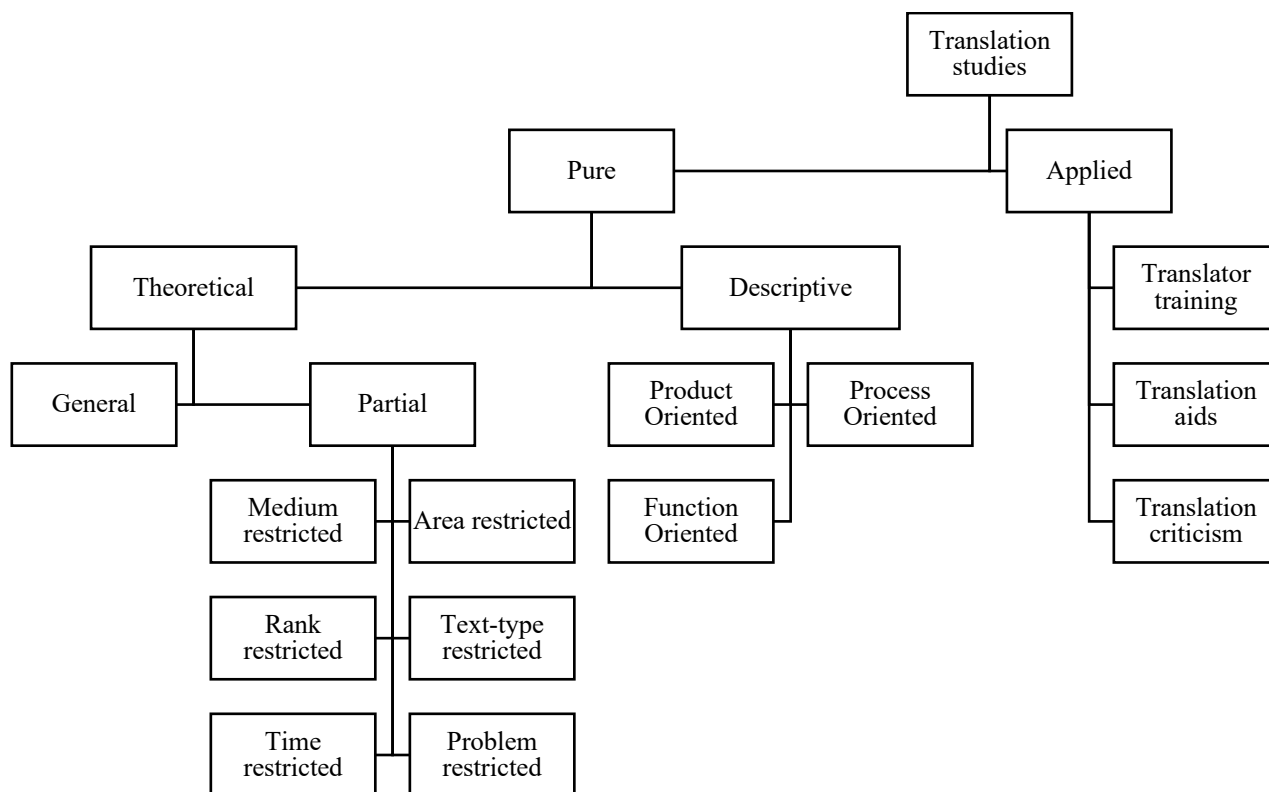 Translation
studies
Pure
Applied
Theoretical
Descriptive
Translator
training
General
Partial
Product
Oriented
Process
Oriented
Translation
aids
Medium
restricted
Area restricted
Function
Oriented
Translation
criticism
Rank
restricted
Text-type
restricted
Time
restricted
Problem
restricted